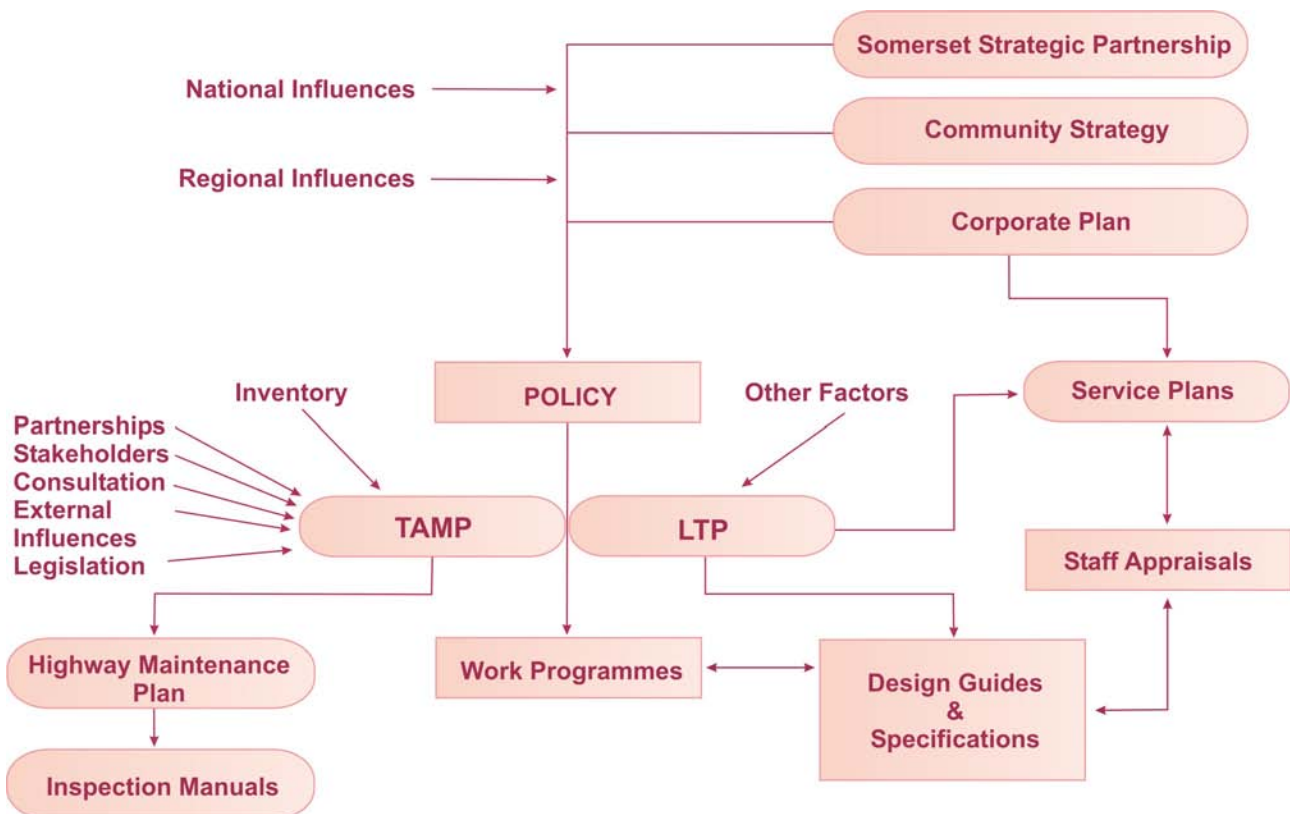 Somerset Strategic Partnership
National Influences
Community Strategy
Regional Influences
Corporate Plan
POLICY
Inventory
Other Factors
Service Plans
Partnerships
Stakeholders
Consultation
External
Influences
Legislation
TAMP
LTP
Staff Appraisals
Highway Maintenance
Plan
Work Programmes
Design Guides
&
Specifications
Inspection Manuals